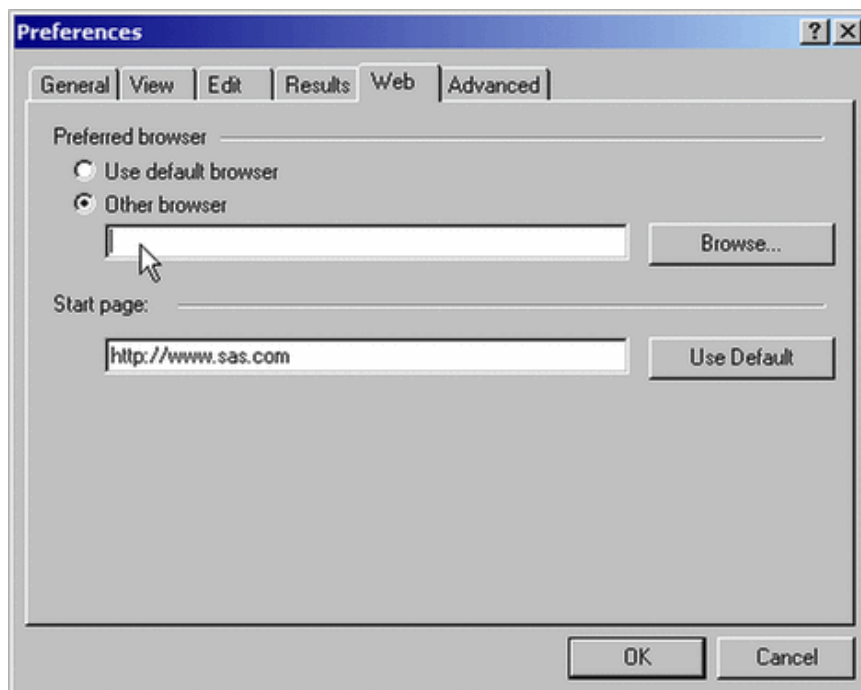 Preferences
General View Edit Results Web Advanced
Preferred browser
Use default browser
Other browser
Browse...
Start page:
http://www.sas.com
Use Default
OK Cancel